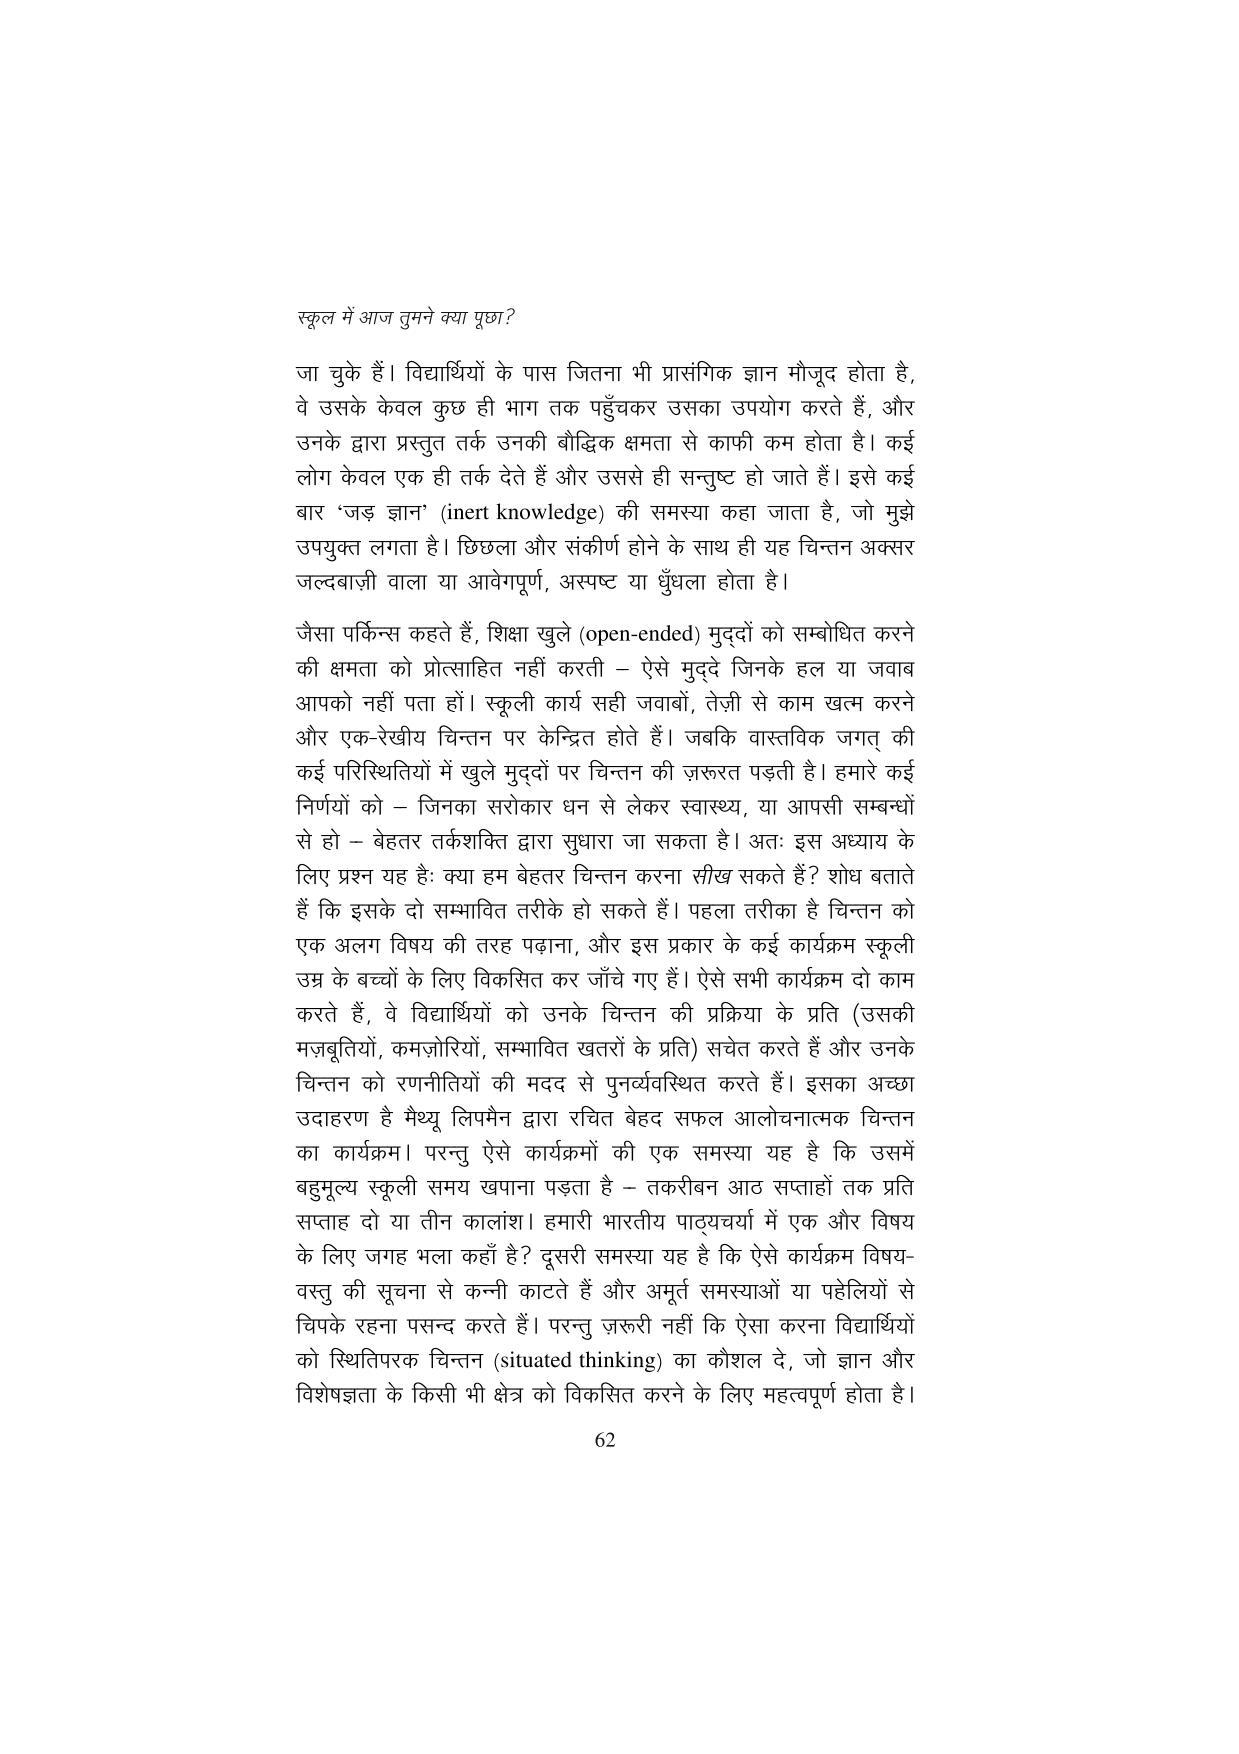 स्कूल में आज तुमने क्या पूछा?
जा चुके हैं। विद्यार्थियों के पास जितना भी प्रासंगिक ज्ञान मौजूद होता है,
वे उसके केवल कुछ ही भाग तक पहुँचकर उसका उपयोग करते हैं, और
उनके द्वारा प्रस्तुत तर्क उनकी बौद्धिक क्षमता से काफी कम होता है। कई
लोग केवल एक ही तर्क देते हैं और उससे ही सन्तुष्ट हो जाते हैं। इसे कई
बार ‘जड़ ज्ञान’ (inert knowledge) की समस्या कहा जाता है, जो मुझे
उपयुक्त लगता है। छिछला और संकीर्ण होने के साथ ही यह चिन्तन अक्सर
जल्दबाज़ी वाला या आवेगपूर्ण, अस्पष्ट या धुँधला होता है।
जैसा पर्किन्स कहते हैं, शिक्षा खुले (open-ended) मुद्दों को सम्बोधित करने
की क्षमता को प्रोत्साहित नहीं करती – ऐसे मुद्दे जिनके हल या जवाब
आपको नहीं पता हों। स्कूली कार्य सही जवाबों, तेज़ी से काम खत्म करने
और एक-रेखीय चिन्तन पर केन्द्रित होते हैं। जबकि वास्तविक जगत् की
कई परिस्थितियों में खुले मुद्दों पर चिन्तन की ज़रूरत पड़ती है। हमारे कई
निर्णयों को – जिनका सरोकार धन से लेकर स्वास्थ्य, या आपसी सम्बन्धों
से हो – बेहतर तर्कशक्ति द्वारा सुधारा जा सकता है। अतः इस अध्याय के
लिए प्रश्न यह हैः क्या हम बेहतर चिन्तन करना सीख सकते हैं? शोध बताते
हैं कि इसके दो सम्भावित तरीके हो सकते हैं। पहला तरीका है चिन्तन को
एक अलग विषय की तरह पढ़ाना, और इस प्रकार के कई कार्यक्रम स्कूली
उम्र के बच्चों के लिए विकसित कर जाँचे गए हैं। ऐसे सभी कार्यक्रम दो काम
करते हैं, वे विद्यार्थियों को उनके चिन्तन की प्रक्रिया के प्रति (उसकी
मज़बूतियों, कमज़ोरियों, सम्भावित खतरों के प्रति) सचेत करते हैं और उनके
चिन्तन को रणनीतियों की मदद से पुनर्व्यवस्थित करते हैं। इसका अच्छा
उदाहरण है मैथ्यू लिपमैन द्वारा रचित बेहद सफल आलोचनात्मक चिन्तन
का कार्यक्रम। परन्तु ऐसे कार्यक्रमों की एक समस्या यह है कि उसमें
बहुमूल्य स्कूली समय खपाना पड़ता है – तकरीबन आठ सप्ताहों तक प्रति
सप्ताह दो या तीन कालांश। हमारी भारतीय पाठ्यचर्या में एक और विषय
के लिए जगह भला कहाँ है? दूसरी समस्या यह है कि ऐसे कार्यक्रम विषय-
वस्तु की सूचना से कन्नी काटते हैं और अमूर्त समस्याओं या पहेलियों से
चिपके रहना पसन्द करते हैं। परन्तु ज़रूरी नहीं कि ऐसा करना विद्यार्थियों
को स्थितिपरक चिन्तन (situated thinking) का कौशल दे, जो ज्ञान और
विशेषज्ञता के किसी भी क्षेत्र को विकसित करने के लिए महत्वपूर्ण होता है।
62